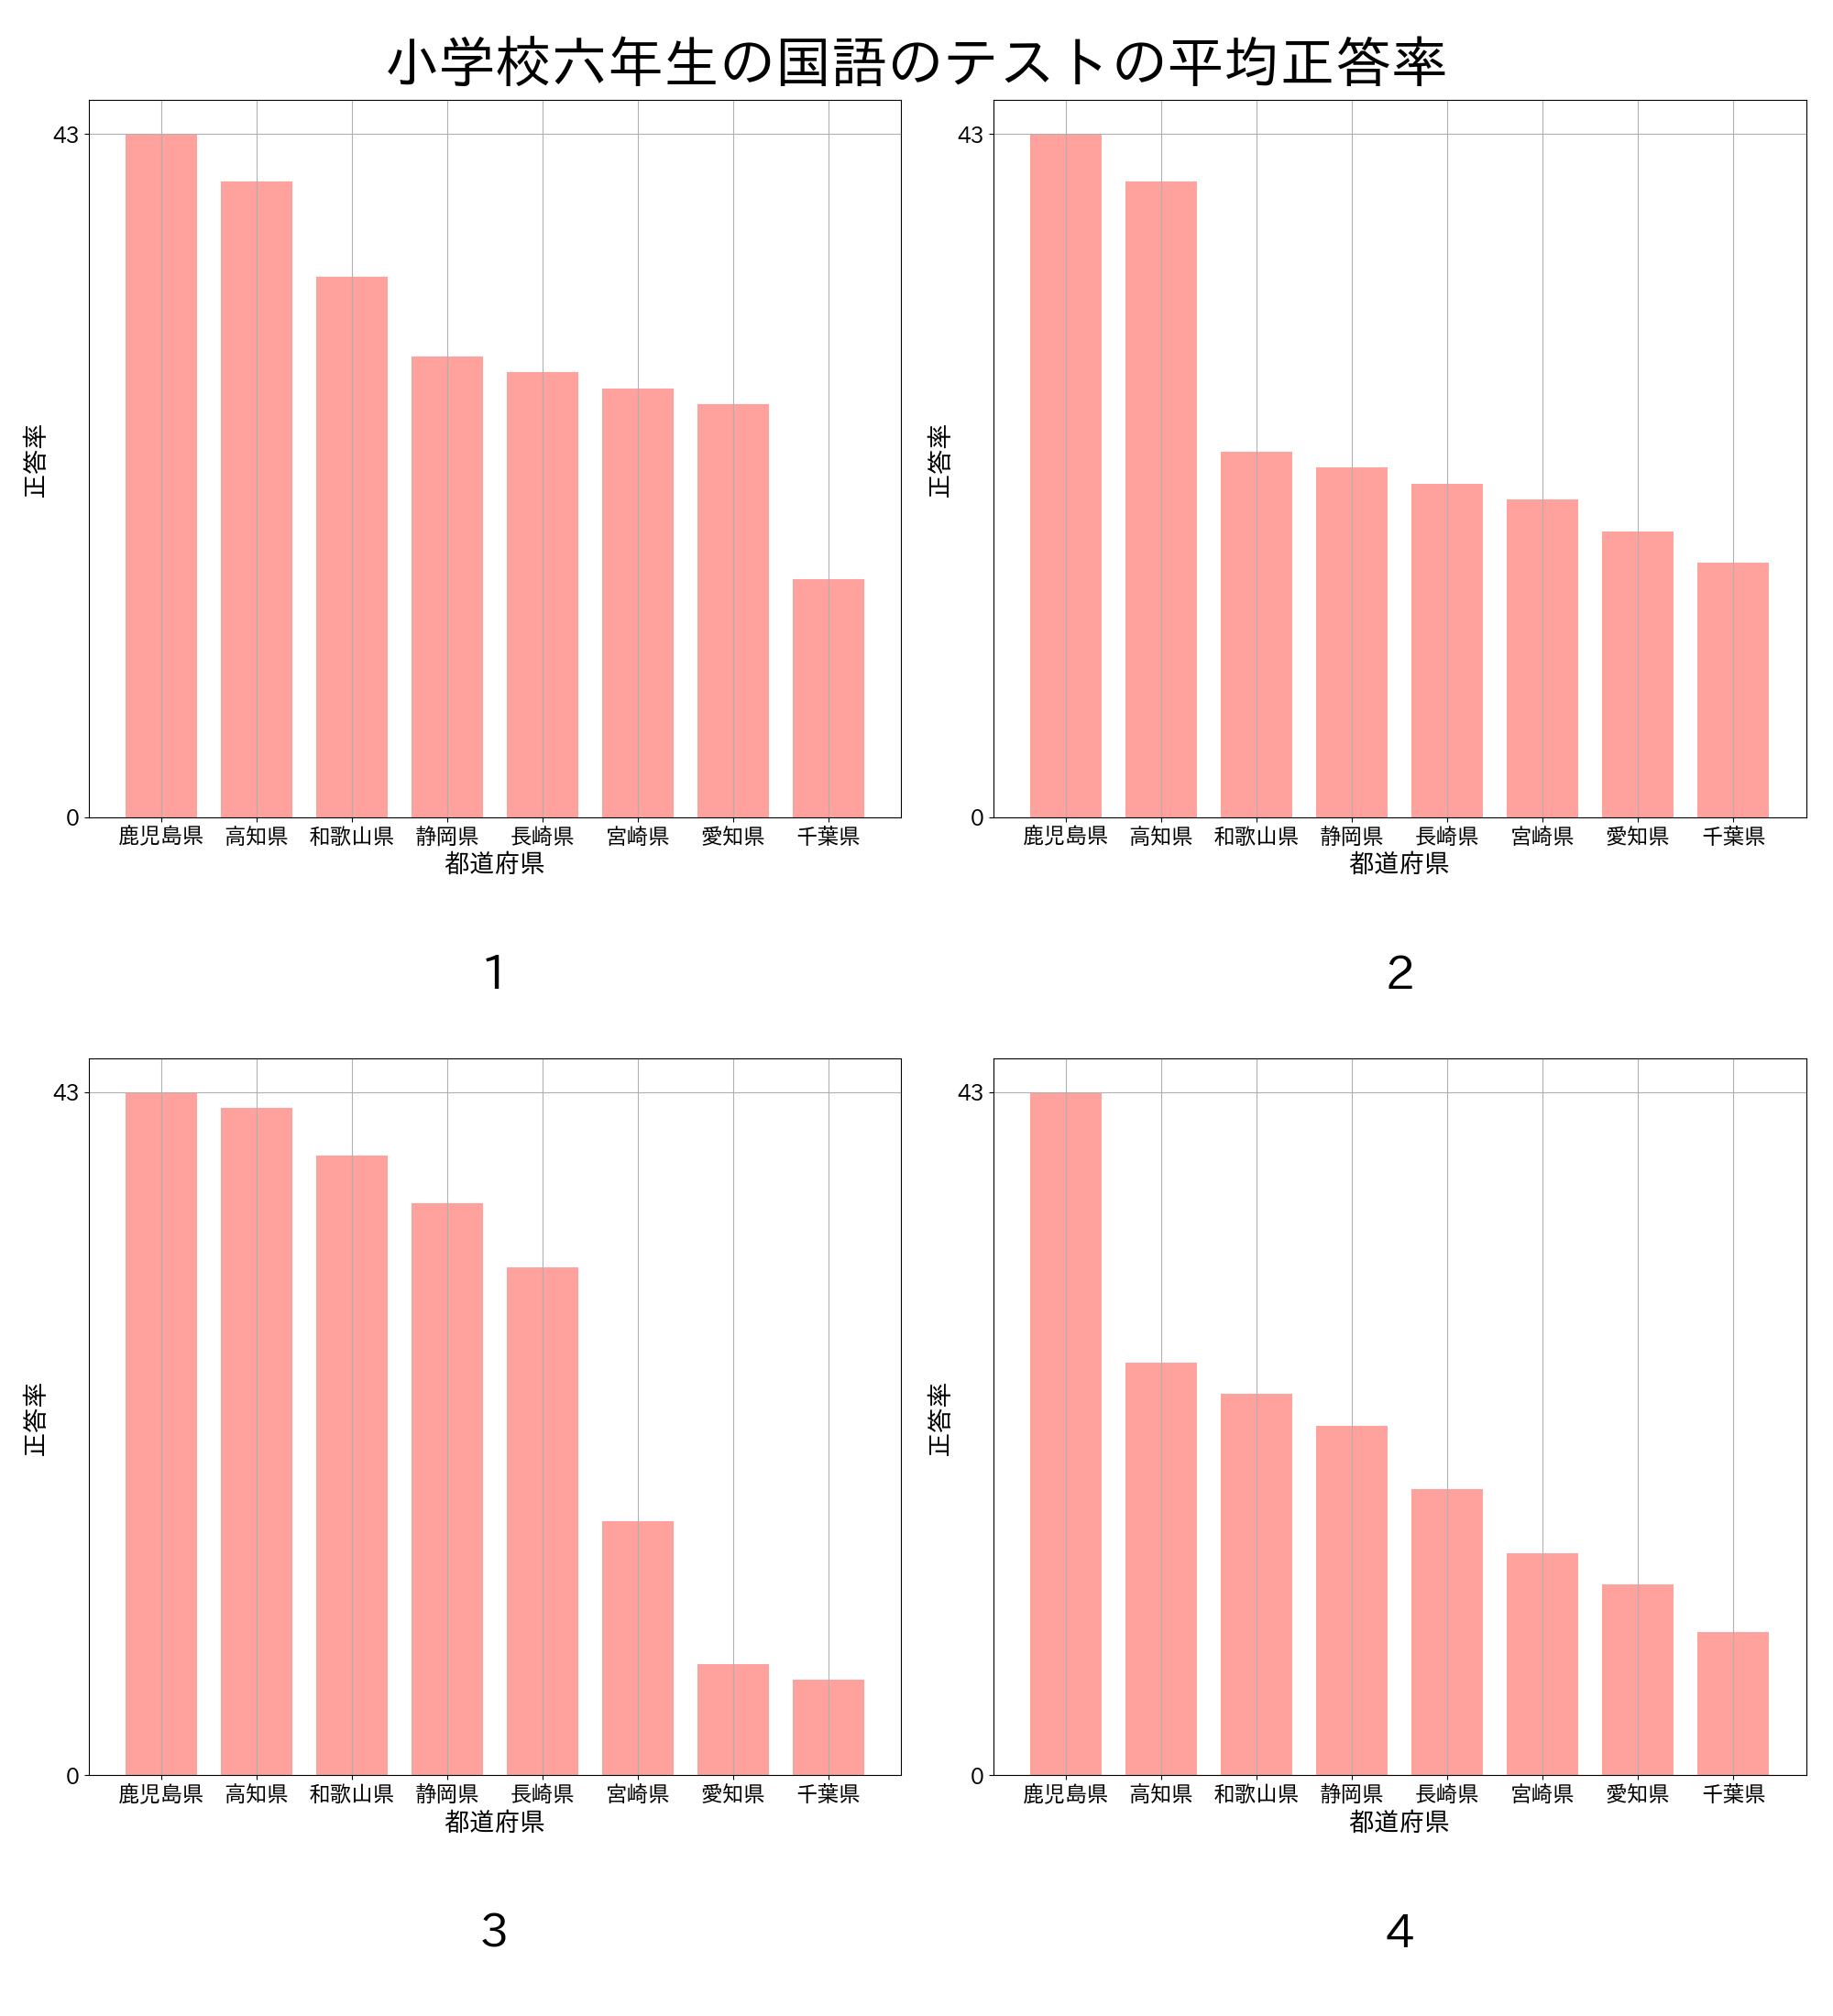 小学校六年生の国語のテストの平均正答率
43
0
正答率
鹿児島県 高知県 和歌山県 静岡県 長崎県 宮崎県 愛知県 千葉県
都道府県
1
43
0
正答率
鹿児島県 高知県 和歌山県 静岡県 長崎県 宮崎県 愛知県 千葉県
都道府県
2
43
0
正答率
鹿児島県 高知県 和歌山県 静岡県 長崎県 宮崎県 愛知県 千葉県
都道府県
3
43
0
正答率
鹿児島県 高知県 和歌山県 静岡県 長崎県 宮崎県 愛知県 千葉県
都道府県
4